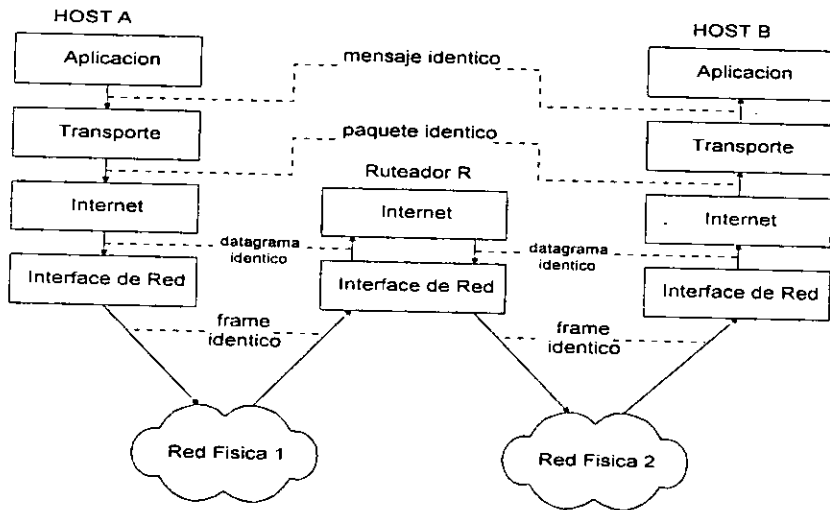 HOST A
HOST B
Aplicacion
mensaje identico
Aplicacion
Transporte
paquete identico
Transporte
Ruteador R
Internet
Internet
Internet
datagrama
identico
datagrama
identico
Interface de Red
Interface de Red
Interface de Red
frame
identico
frame
identico
Red Fisica 1
Red Fisica 2